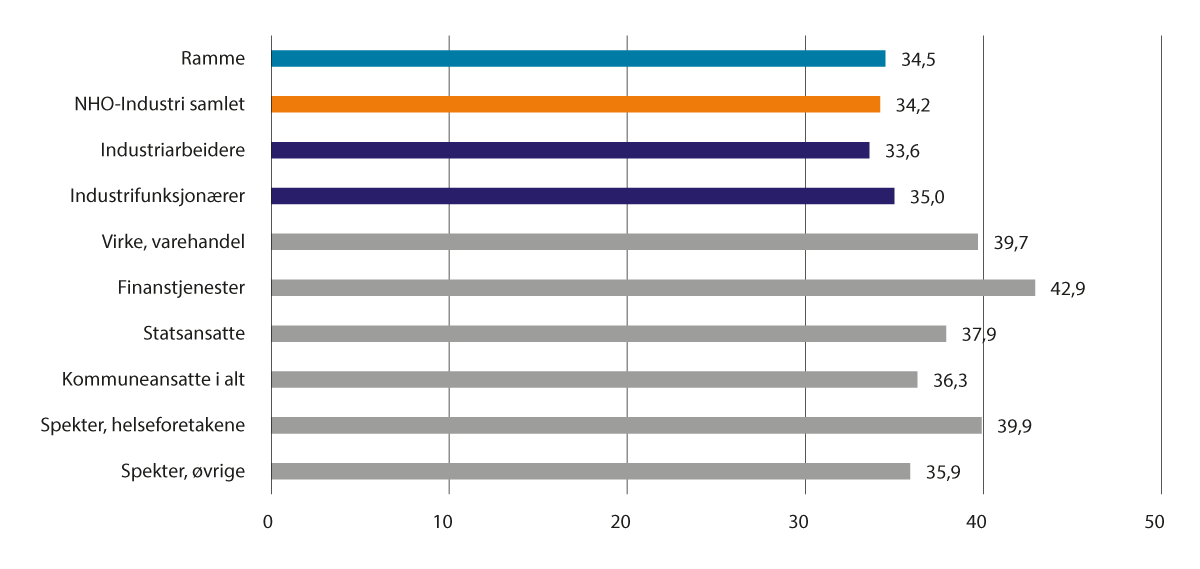 Ramme 34,5
NHO-Industri samlet 34,2
Industriarbeidere 33,6
Industrifunksjonærer 35,0
Virke, varehandel 39,7
Finanstjenester 42,9
Statsansatte 37,9
Kommuneansatte i alt 36,3
Spekter, helseforetakene 39,9
Spekter, øvrige 35,9
0 10 20 30 40 50